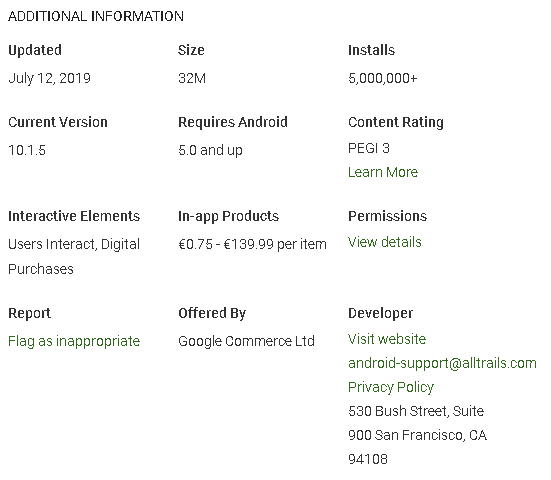 ADDITIONAL INFORMATION
Updated
July 12, 2019
Size
32M
Installs
5,000,000+
Current Version
10.1.5
Requires Android
5.0 and up
Content Rating
PEGI 3
Learn More
Interactive Elements
Users Interact, Digital
Purchases
In-app Products
€0.75 - €139.99 per item
Permissions
View details
Report
Flag as inappropriate
Offered By
Google Commerce Ltd
Developer
Visit website
android-support@alltrails.com
Privacy Policy
530 Bush Street, Suite
900 San Francisco, CA
94108